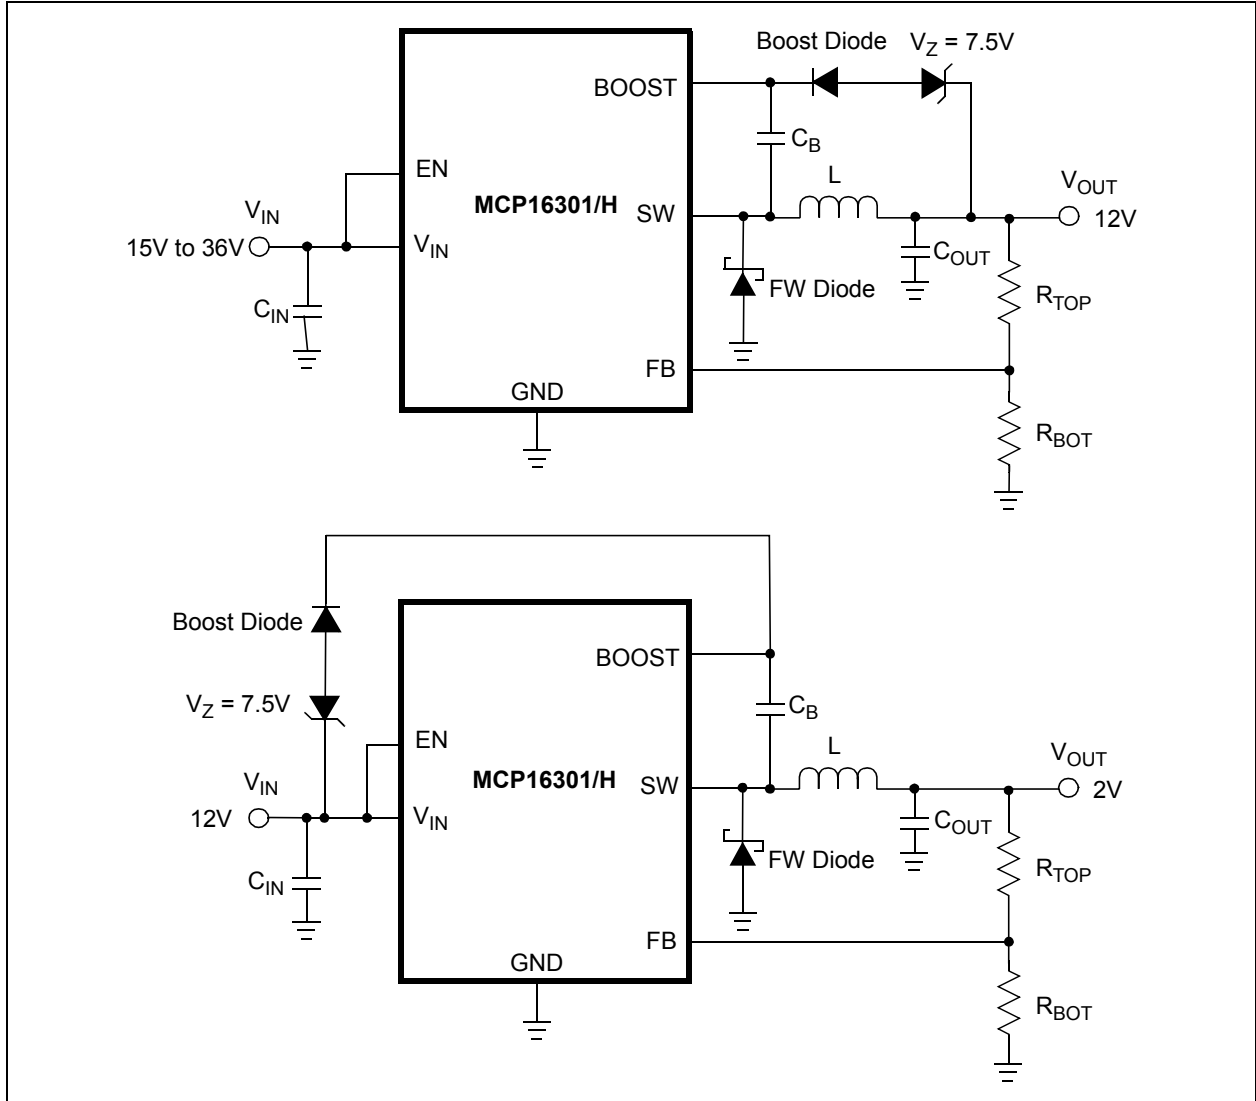 Boost Diode
V_Z = 7.5V
BOOST
C_B
EN
L
V_OUT
MCP16301/H
SW
V_IN
12V
15V to 36V
V_IN
C_OUT
FW Diode
R_TOP
C_IN
FB
GND
R_BOT
Boost Diode
BOOST
V_Z = 7.5V
C_B
EN
L
V_OUT
V_IN
MCP16301/H
SW
2V
12V
V_IN
C_OUT
FW Diode
R_TOP
C_IN
FB
GND
R_BOT